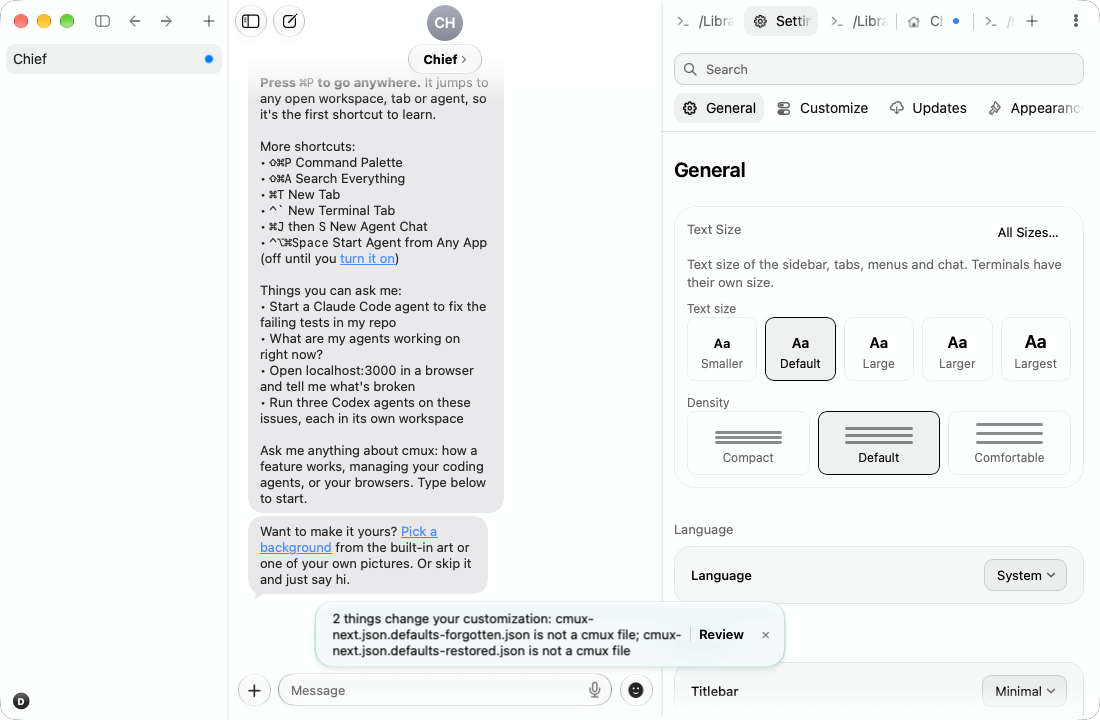 CH
/Libra
Settin
/Libra
Ch
Chief
Chief ›
Search
General
Customize
Updates
Appearanc
Press ⌘P to go anywhere. It jumps to
any open workspace, tab or agent, so
it's the first shortcut to learn.
More shortcuts:
• ⇧⌘P Command Palette
• ⇧⌘A Search Everything
• ⌘T New Tab
• ^` New Terminal Tab
• ⌘J then S New Agent Chat
• ^⌥⌘Space Start Agent from Any App
(off until you turn it on)
Things you can ask me:
• Start a Claude Code agent to fix the
failing tests in my repo
• What are my agents working on
right now?
• Open localhost:3000 in a browser
and tell me what's broken
• Run three Codex agents on these
issues, each in its own workspace
Ask me anything about cmux: how a
feature works, managing your coding
agents, or your browsers. Type below
to start.
Want to make it yours? Pick a
background from the built-in art or
one of your own pictures. Or skip it
and just say hi.
General
Text Size
All Sizes...
Text size of the sidebar, tabs, menus and chat. Terminals have
their own size.
Text size
Aa Aa Aa Aa Aa
Smaller Default Large Larger Largest
Density
Compact Default Comfortable
Language
Language
System
2 things change your customization: cmux-
next.json.defaults-forgotten.json is not a cmux file; cmux-
next.json.defaults-restored.json is not a cmux file
Review
×
Message
Titlebar
Minimal
D